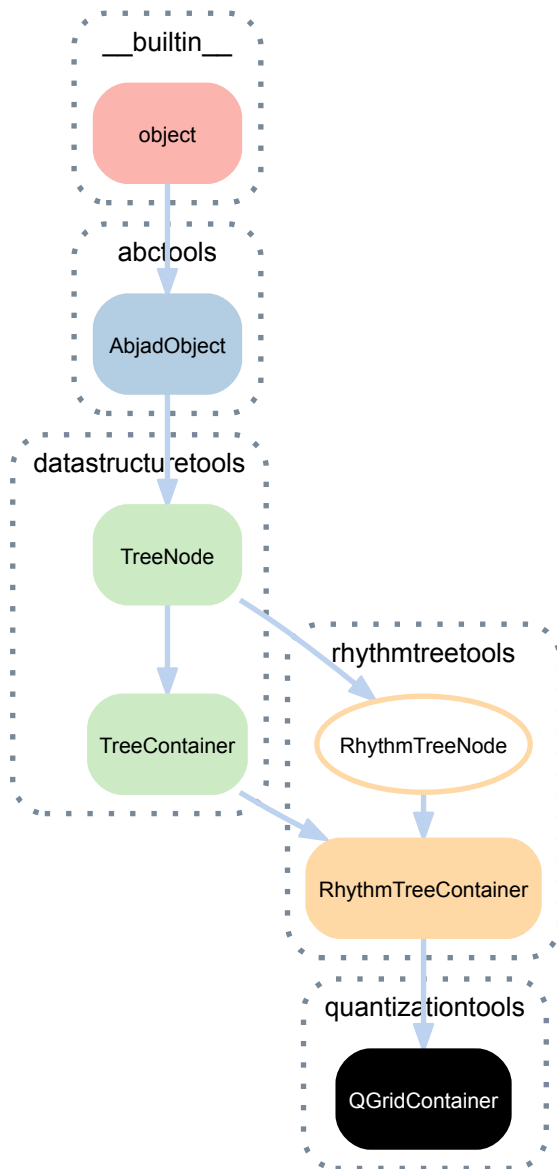 __builtin__
object
abctools
AbjadObject
datastructuretools
TreeNode
rhythmtreetools
TreeContainer
RhythmTreeNode
RhythmTreeContainer
quantizationtools
QGridContainer